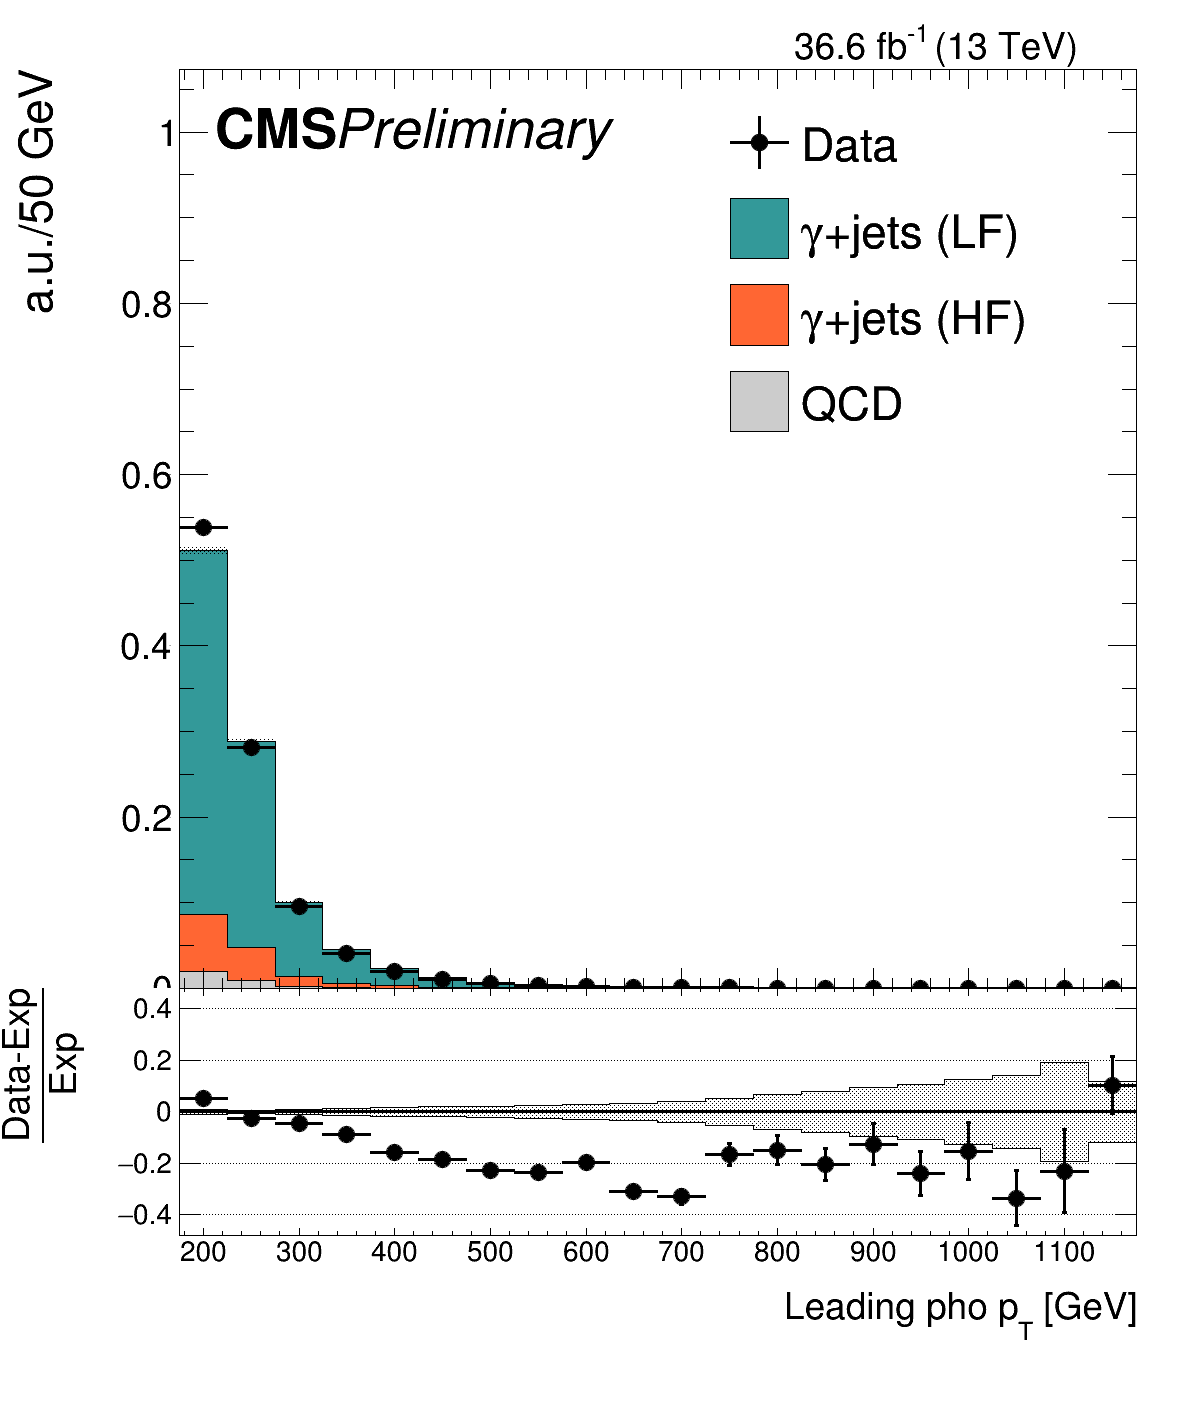 36.6 fb-1 (13 TeV)
a.u./50 GeV
CMSPreliminary
Data
γ+jets (LF)
γ+jets (HF)
QCD
1
0.8
0.6
0.4
0.2
0
Data-Exp
Exp
0.4
0.2
0
−0.2
−0.4
200 300 400 500 600 700 800 900 1000 1100
Leading pho pT [GeV]